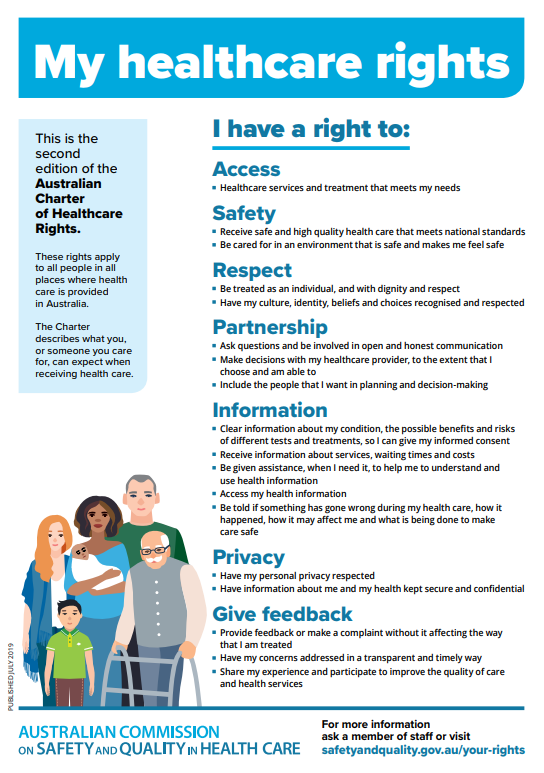 My healthcare rights
This is the
second
edition of the
Australian
Charter
of Healthcare
Rights.
These rights apply
to all people in all
places where health
care is provided
in Australia.
The Charter
describes what you,
or someone you care
for, can expect when
receiving health care.
I have a right to:
Access
▪ Healthcare services and treatment that meets my needs
Safety
▪ Receive safe and high quality health care that meets national standards
▪ Be cared for in an environment that is safe and makes me feel safe
Respect
▪ Be treated as an individual, and with dignity and respect
▪ Have my culture, identity, beliefs and choices recognised and respected
Partnership
▪ Ask questions and be involved in open and honest communication
▪ Make decisions with my healthcare provider, to the extent that I
choose and am able to
▪ Include the people that I want in planning and decision-making
Information
▪ Clear information about my condition, the possible benefits and risks
of different tests and treatments, so I can give my informed consent
▪ Receive information about services, waiting times and costs
▪ Be given assistance, when I need it, to help me to understand and
use health information
▪ Access my health information
▪ Be told if something has gone wrong during my health care, how it
happened, how it may affect me and what is being done to make
care safe
Privacy
▪ Have my personal privacy respected
▪ Have information about me and my health kept secure and confidential
Give feedback
▪ Provide feedback or make a complaint without it affecting the way
that I am treated
▪ Have my concerns addressed in a transparent and timely way
▪ Share my experience and participate to improve the quality of care
and health services
PUBLISHED JULY 2019
AUSTRALIAN COMMISSION
ON SAFETY AND QUALITY IN HEALTH CARE
For more information
ask a member of staff or visit
safetyandquality.gov.au/your-rights